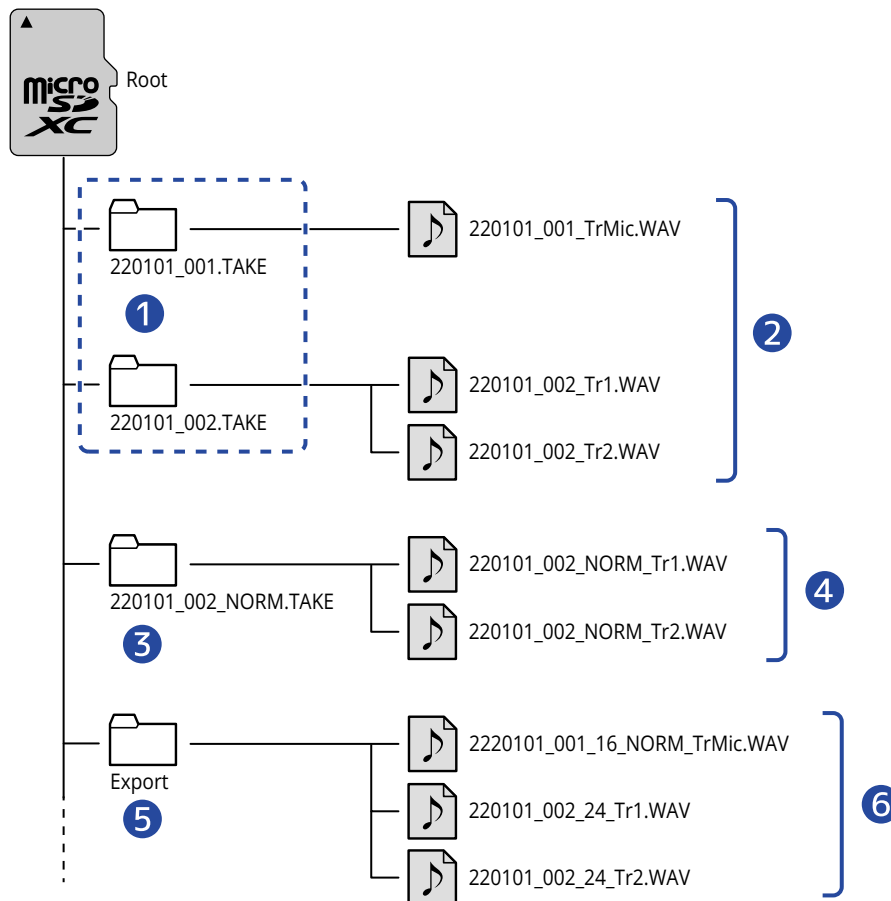 micro
SD
XC
Root
220101_001.TAKE
220101_001_TrMic.WAV
1
2
220101_002.TAKE
220101_002_Tr1.WAV
220101_002_Tr2.WAV
220101_002_NORM.TAKE
220101_002_NORM_Tr1.WAV
220101_002_NORM_Tr2.WAV
3
4
Export
2220101_001_16_NORM_TrMic.WAV
220101_002_24_Tr1.WAV
220101_002_24_Tr2.WAV
5
6